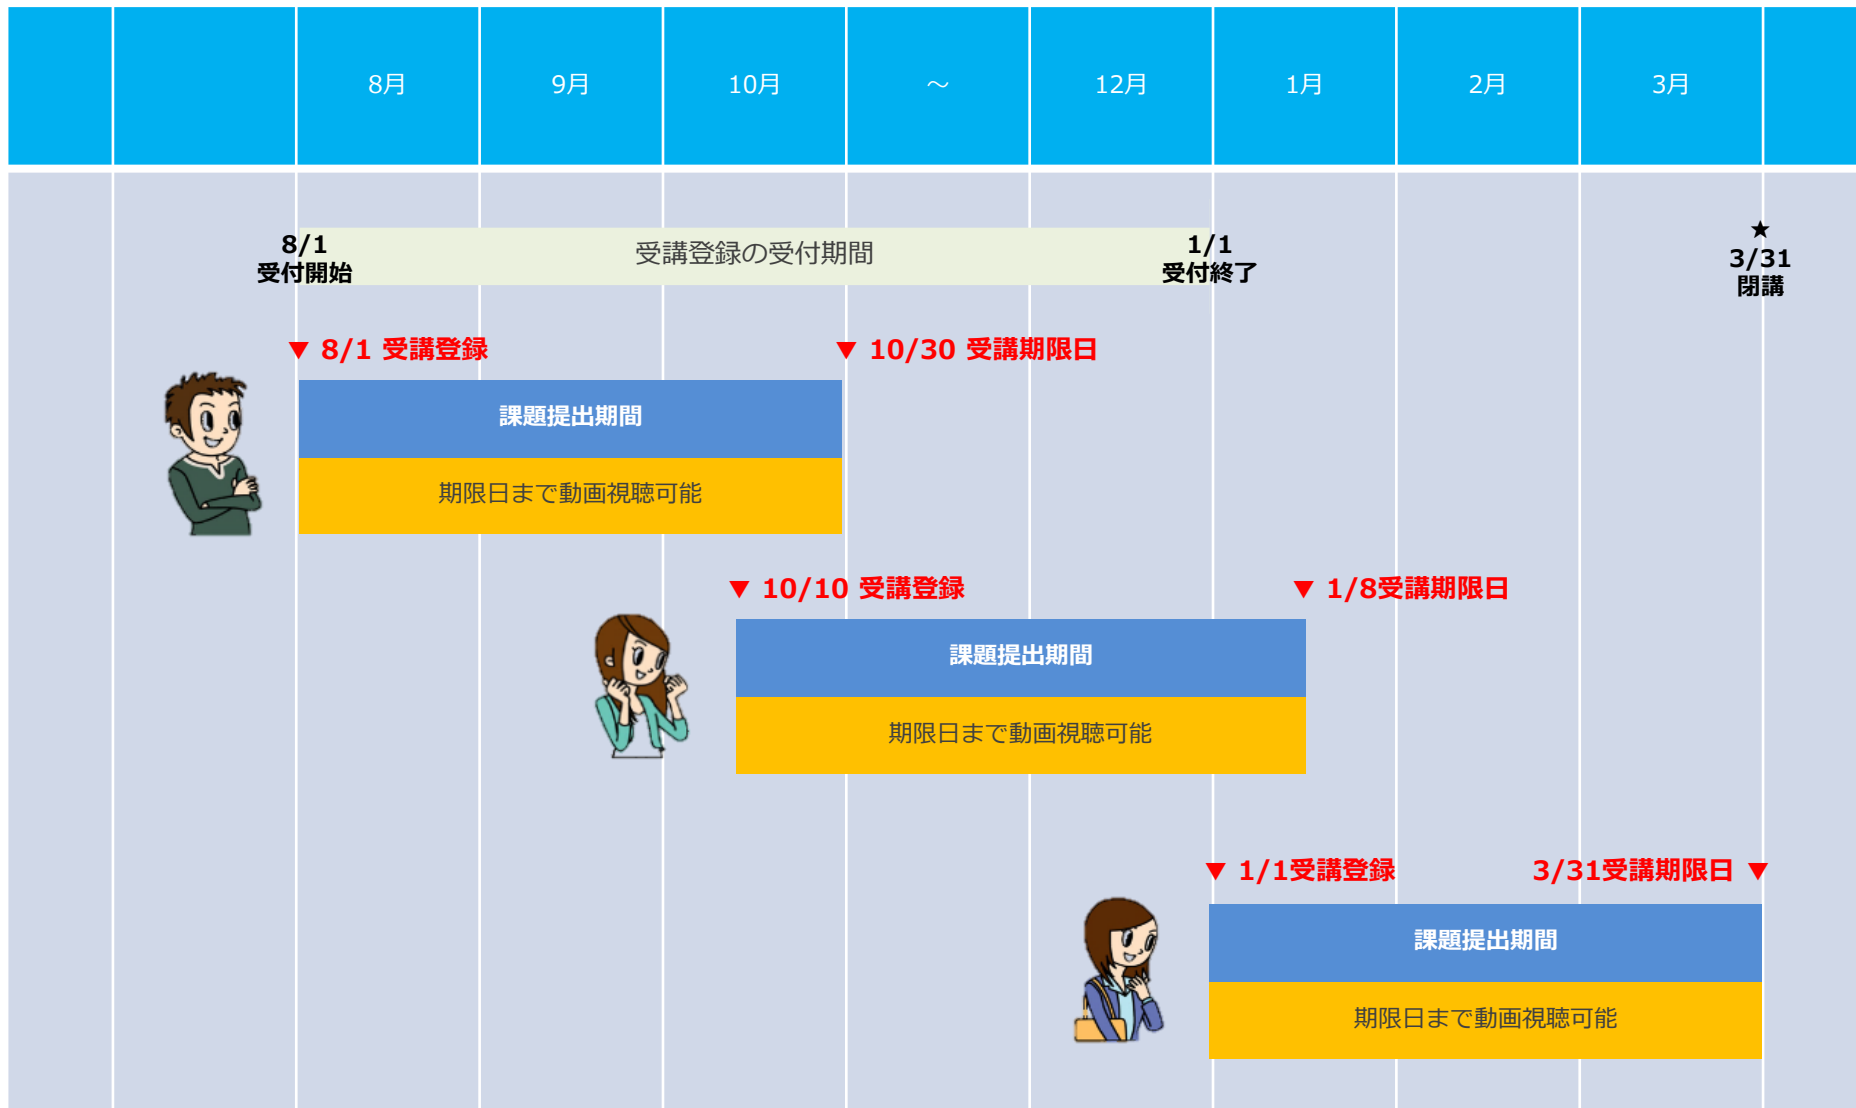 8月
9月
10月
～
12月
1月
2月
3月
8/1
受付開始
受講登録の受付期間
1/1
受付終了
★
3/31
閉講
▼ 8/1 受講登録
▼ 10/30 受講期限日
課題提出期間
期限日まで動画視聴可能
▼ 10/10 受講登録
▼ 1/8受講期限日
課題提出期間
期限日まで動画視聴可能
▼ 1/1受講登録
3/31受講期限日 ▼
課題提出期間
期限日まで動画視聴可能